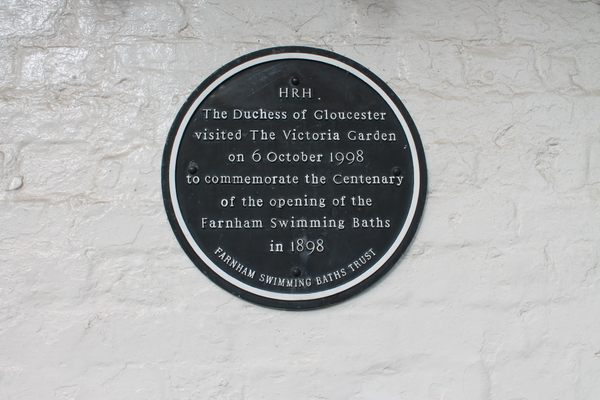 HRH
The Duchess of Gloucester
visited The Victoria Garden
on 6 October 1998
to commemorate the Centenary
of the opening of the
Farnham Swimming Baths
in 1898
FARNHAM SWIMMING BATHS TRUST